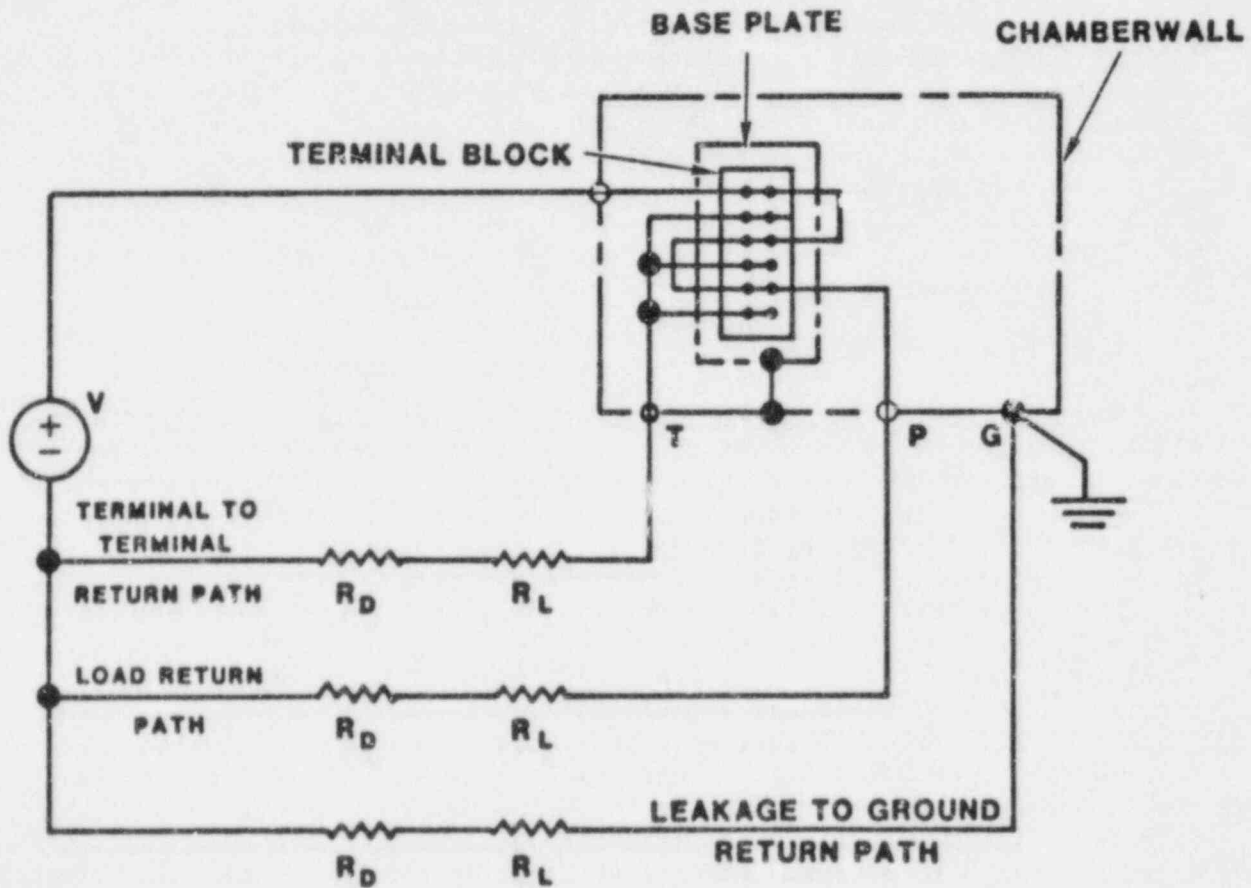 BASE PLATE
CHAMBERWALL
TERMINAL BLOCK
V
+
−
T
P
G
TERMINAL TO
TERMINAL
RETURN PATH
R_D
R_L
LOAD RETURN
PATH
R_D
R_L
LEAKAGE TO GROUND
RETURN PATH
R_D
R_L